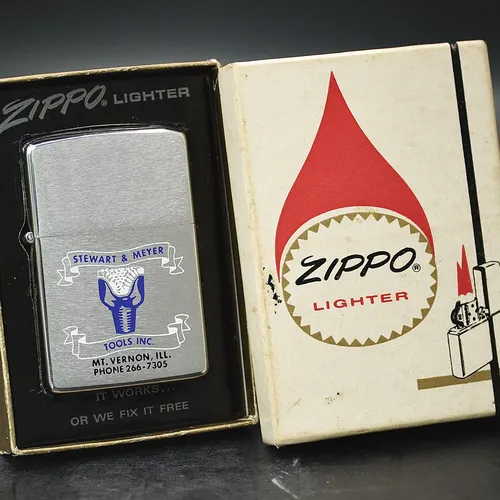 ZIPPO® LIGHTER
STEWART & MEYER
TOOLS INC.
MT. VERNON, ILL.
PHONE 266-7305
IT WORKS...
OR WE FIX IT FREE
ZIPPO®
LIGHTER